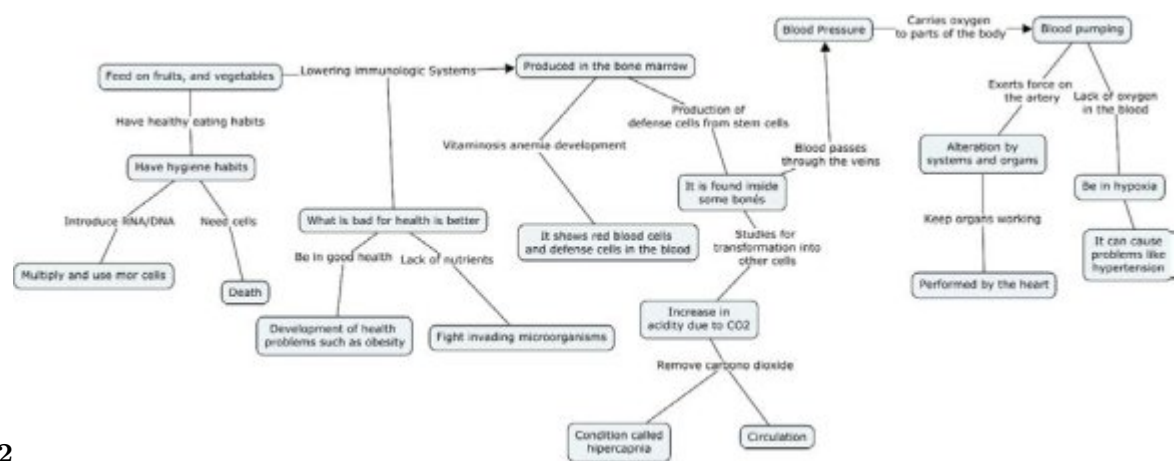 Blood Pressure
Carries oxygen
to parts of the body
Blood pumping
Feed on fruits, and vegetables
Lowering immunologic Systems
Produced in the bone marrow
Exerts force on
the artery
Lack of oxygen
in the blood
Have healthy eating habits
Production of
defense cells from stem cells
Vitaminosis anemia development
Blood passes
through the veins
Alteration by
systems and organs
Have hygiene habits
It is found inside
some bonés
Be in hypoxia
Introduce RNA/DNA
Need cells
What is bad for health is better
Keep organs working
It shows red blood cells
and defense cells in the blood
Studies for
transformation into
other cells
It can cause
problems like
hypertension
Be in good health
Lack of nutrients
Multiply and use mor cells
Death
Performed by the heart
Increase in
acidity due to CO2
Development of health
problems such as obesity
Fight invading microorganisms
Remove carbono dioxide
Condition called
hipercapnia
Circulation
2